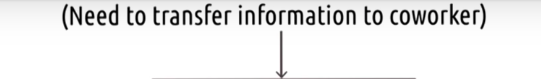 (Need to transfer information to coworker)